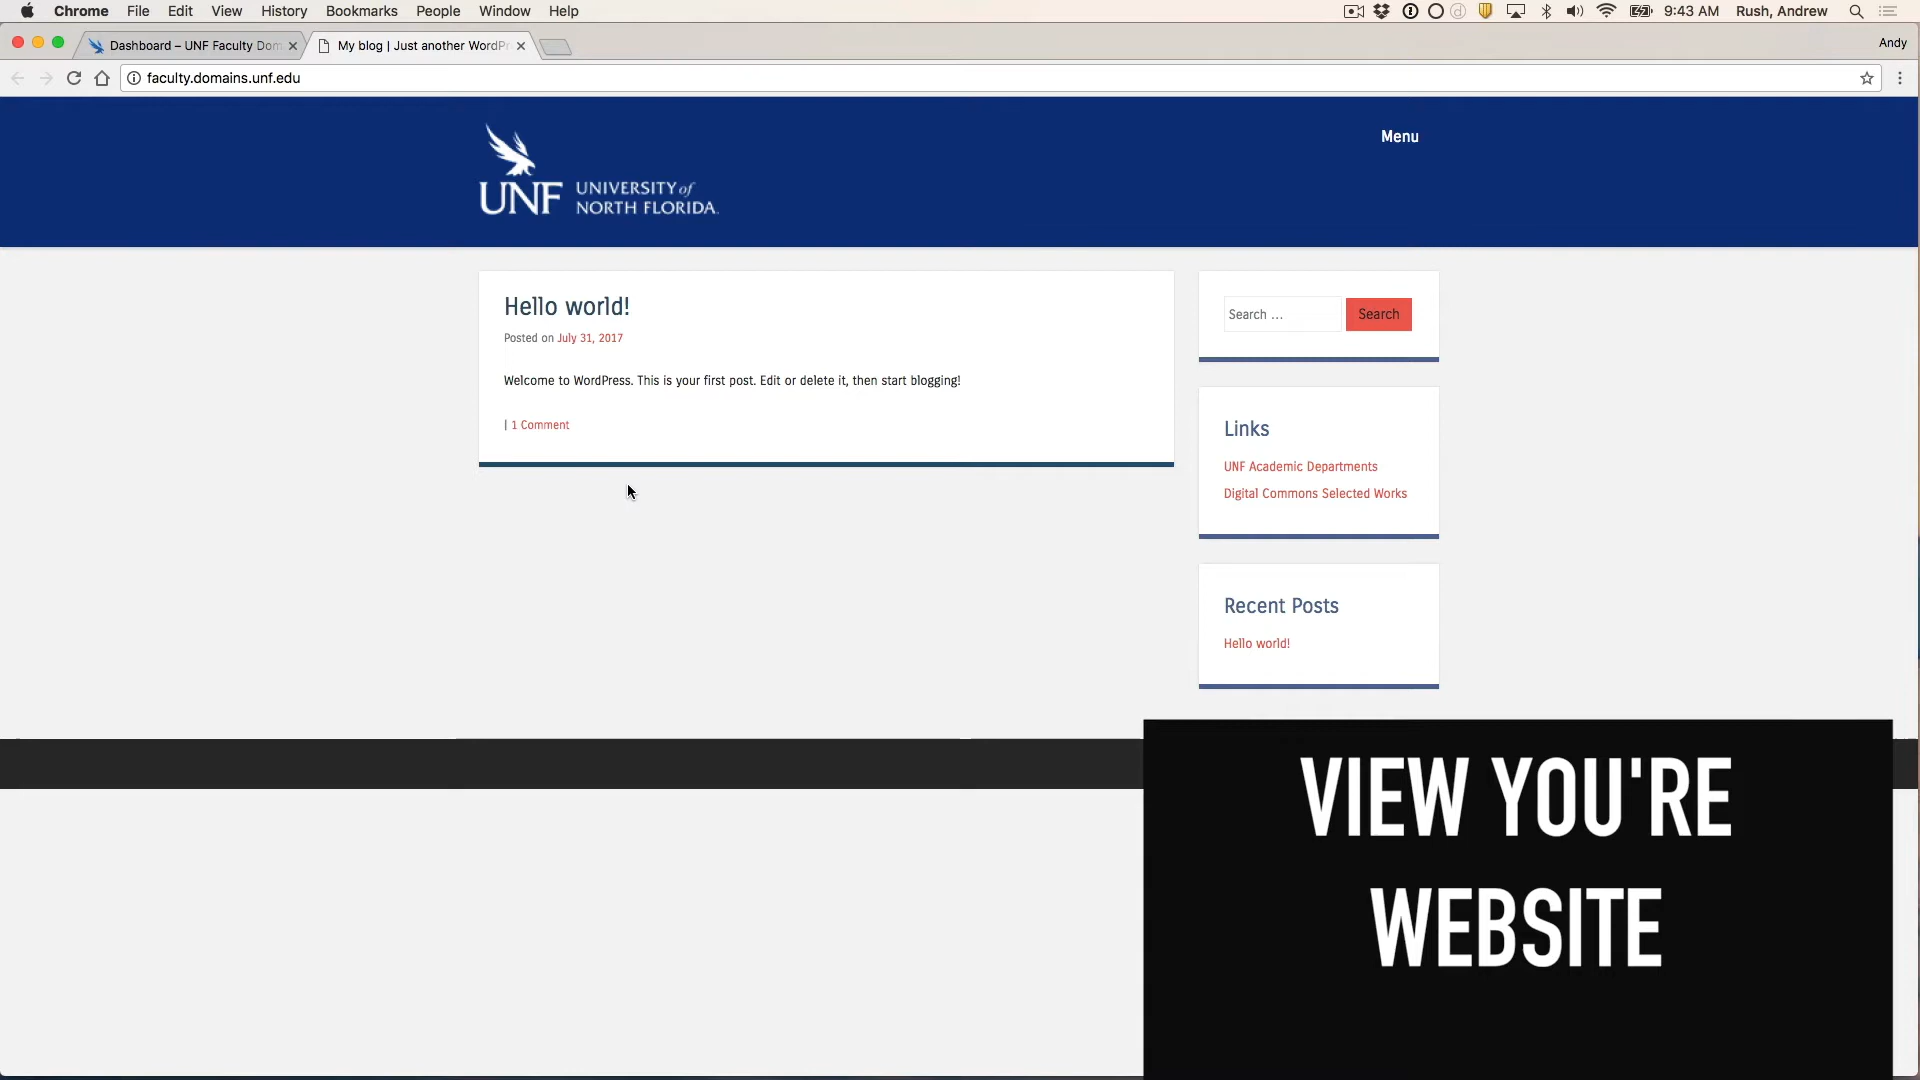 Chrome File Edit View History Bookmarks People Window Help 9:43 AM Rush, Andrew
Dashboard – UNF Faculty Dom
My blog | Just another WordPr
Andy
faculty.domains.unf.edu
Menu
UNF UNIVERSITY of
NORTH FLORIDA.
Hello world!
Posted on July 31, 2017
Welcome to WordPress. This is your first post. Edit or delete it, then start blogging!
| 1 Comment
Search ... Search
Links
UNF Academic Departments
Digital Commons Selected Works
Recent Posts
Hello world!
VIEW YOU'RE
WEBSITE